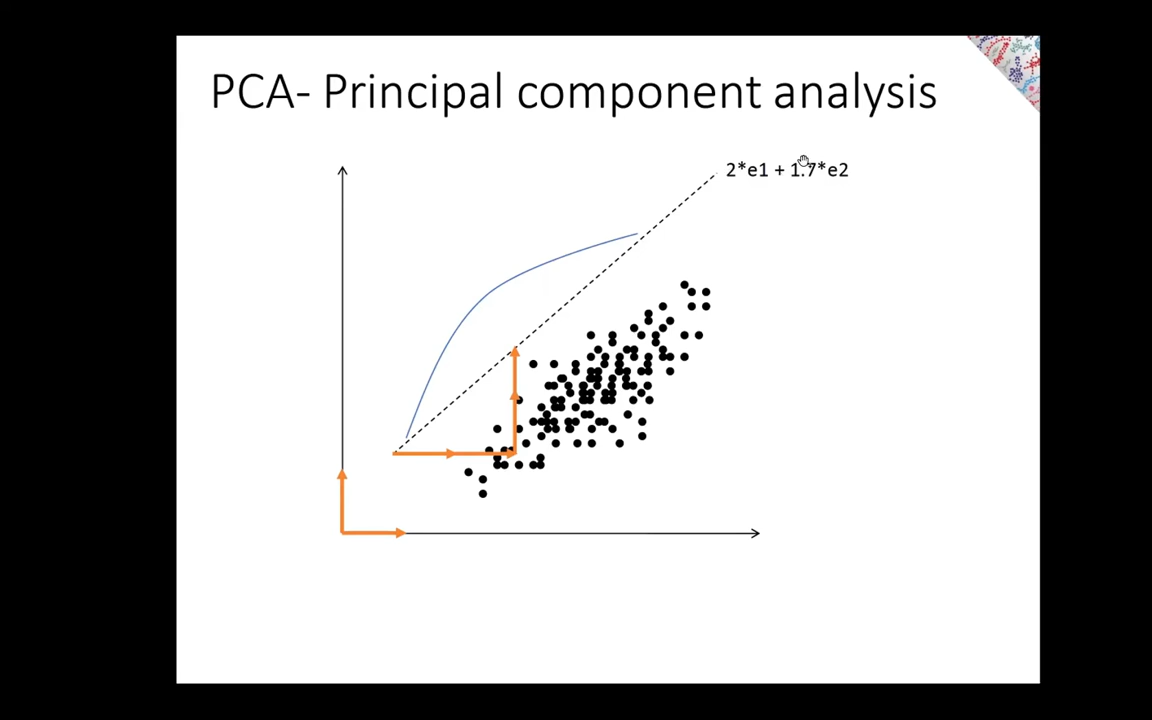 PCA- Principal component analysis
2*e1 + 1.7*e2